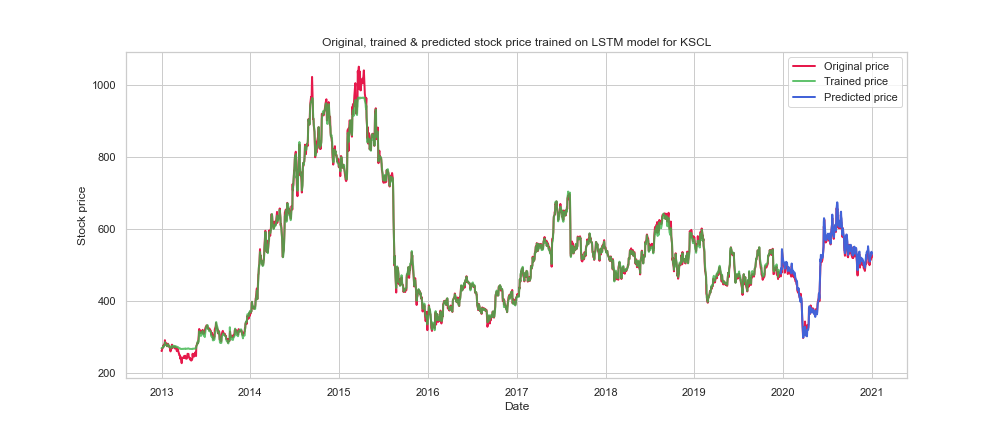 Original, trained & predicted stock price trained on LSTM model for KSCL
Original price
Trained price
Predicted price
1000
800
600
400
200
Stock price
2013 2014 2015 2016 2017 2018 2019 2020 2021
Date